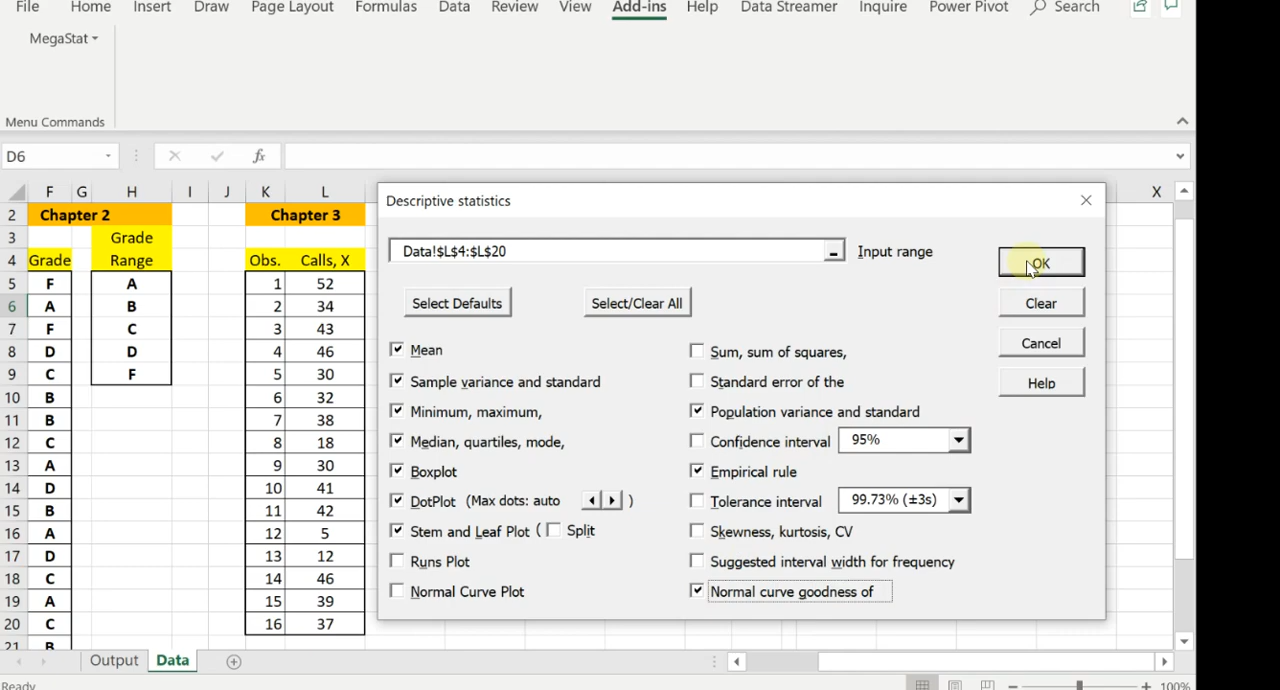 File Home Insert Draw Page Layout Formulas Data Review View Add-ins Help Data Streamer Inquire Power Pivot Search
MegaStat
Menu Commands
D6 fx
F G H I J K L X
2 Chapter 2 Chapter 3
3 Grade
4 Grade Range Obs. Calls, X
5 F A 1 52
6 A B 2 34
7 F C 3 43
8 D D 4 46
9 C F 5 30
10 B 6 32
11 B 7 38
12 C 8 18
13 A 9 30
14 D 10 41
15 B 11 42
16 A 12 5
17 D 13 12
18 C 14 46
19 A 15 39
20 C 16 37
21 B
Descriptive statistics
Data!$L$4:$L$20 Input range
OK
Select Defaults Select/Clear All
Clear
Cancel
Help
Mean
Sample variance and standard
Minimum, maximum,
Median, quartiles, mode,
Boxplot
DotPlot (Max dots: auto )
Stem and Leaf Plot ( Split
Runs Plot
Normal Curve Plot
Sum, sum of squares,
Standard error of the
Population variance and standard
Confidence interval 95%
Empirical rule
Tolerance interval 99.73% (±3s)
Skewness, kurtosis, CV
Suggested interval width for frequency
Normal curve goodness of
Output Data
Ready 100%